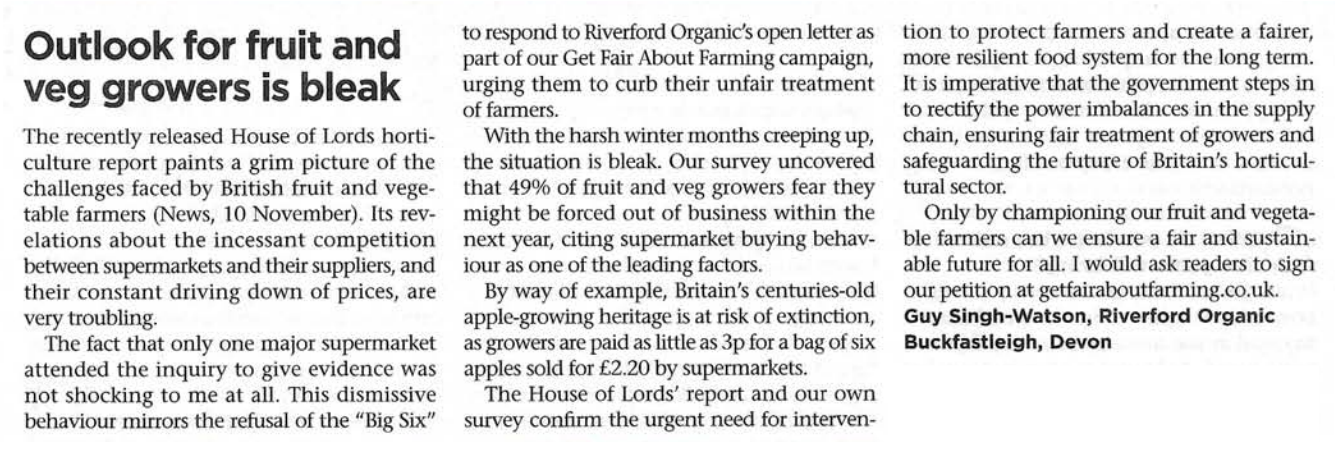 Outlook for fruit and
veg growers is bleak
The recently released House of Lords horti-
culture report paints a grim picture of the
challenges faced by British fruit and vege-
table farmers (News, 10 November). Its rev-
elations about the incessant competition
between supermarkets and their suppliers, and
their constant driving down of prices, are
very troubling.
The fact that only one major supermarket
attended the inquiry to give evidence was
not shocking to me at all. This dismissive
behaviour mirrors the refusal of the “Big Six”
to respond to Riverford Organic’s open letter as
part of our Get Fair About Farming campaign,
urging them to curb their unfair treatment
of farmers.
With the harsh winter months creeping up,
the situation is bleak. Our survey uncovered
that 49% of fruit and veg growers fear they
might be forced out of business within the
next year, citing supermarket buying behav-
iour as one of the leading factors.
By way of example, Britain’s centuries-old
apple-growing heritage is at risk of extinction,
as growers are paid as little as 3p for a bag of six
apples sold for £2.20 by supermarkets.
The House of Lords’ report and our own
survey confirm the urgent need for interven-
tion to protect farmers and create a fairer,
more resilient food system for the long term.
It is imperative that the government steps in
to rectify the power imbalances in the supply
chain, ensuring fair treatment of growers and
safeguarding the future of Britain’s horticul-
tural sector.
Only by championing our fruit and vegeta-
ble farmers can we ensure a fair and sustain-
able future for all. I would ask readers to sign
our petition at getfairaboutfarming.co.uk.
Guy Singh-Watson, Riverford Organic
Buckfastleigh, Devon